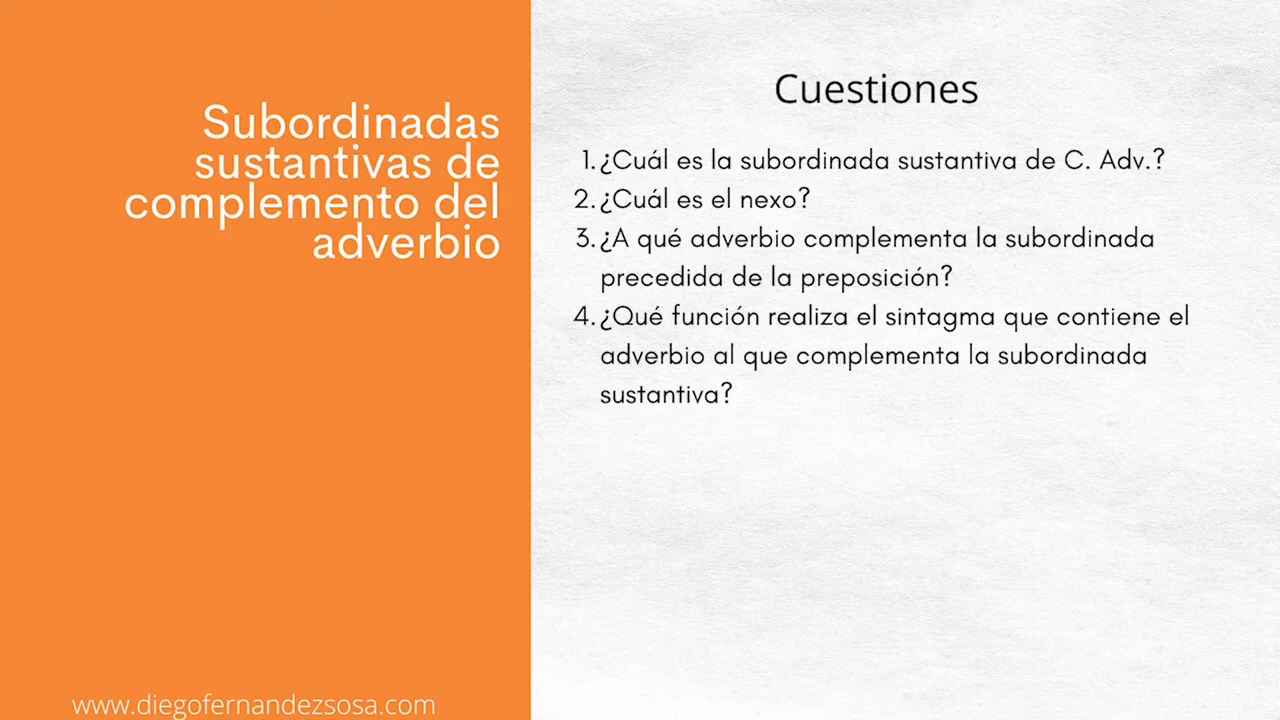 Subordinadas
sustantivas de
complemento del
adverbio
www.diegofernandezsosa.com
Cuestiones
1. ¿Cuál es la subordinada sustantiva de C. Adv.?
2. ¿Cuál es el nexo?
3. ¿A qué adverbio complementa la subordinada
precedida de la preposición?
4. ¿Qué función realiza el sintagma que contiene el
adverbio al que complementa la subordinada
sustantiva?